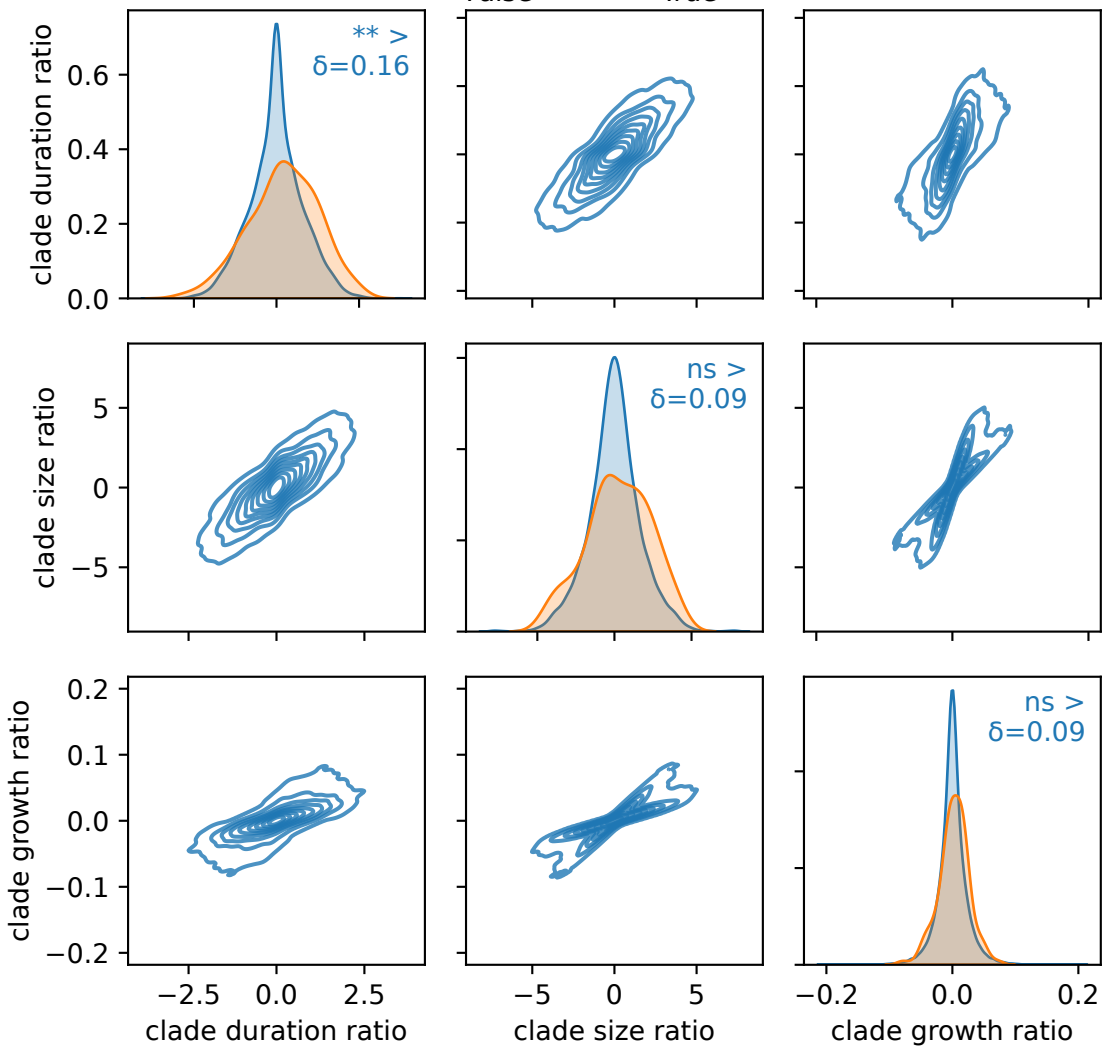 clade duration ratio
0.6
0.4
0.2
0.0
** >
δ=0.16
clade size ratio
5
0
−5
ns >
δ=0.09
clade growth ratio
0.2
0.1
0.0
−0.1
−0.2
ns >
δ=0.09
−2.5 0.0 2.5
−5 0 5
−0.2 0.0 0.2
clade duration ratio
clade size ratio
clade growth ratio